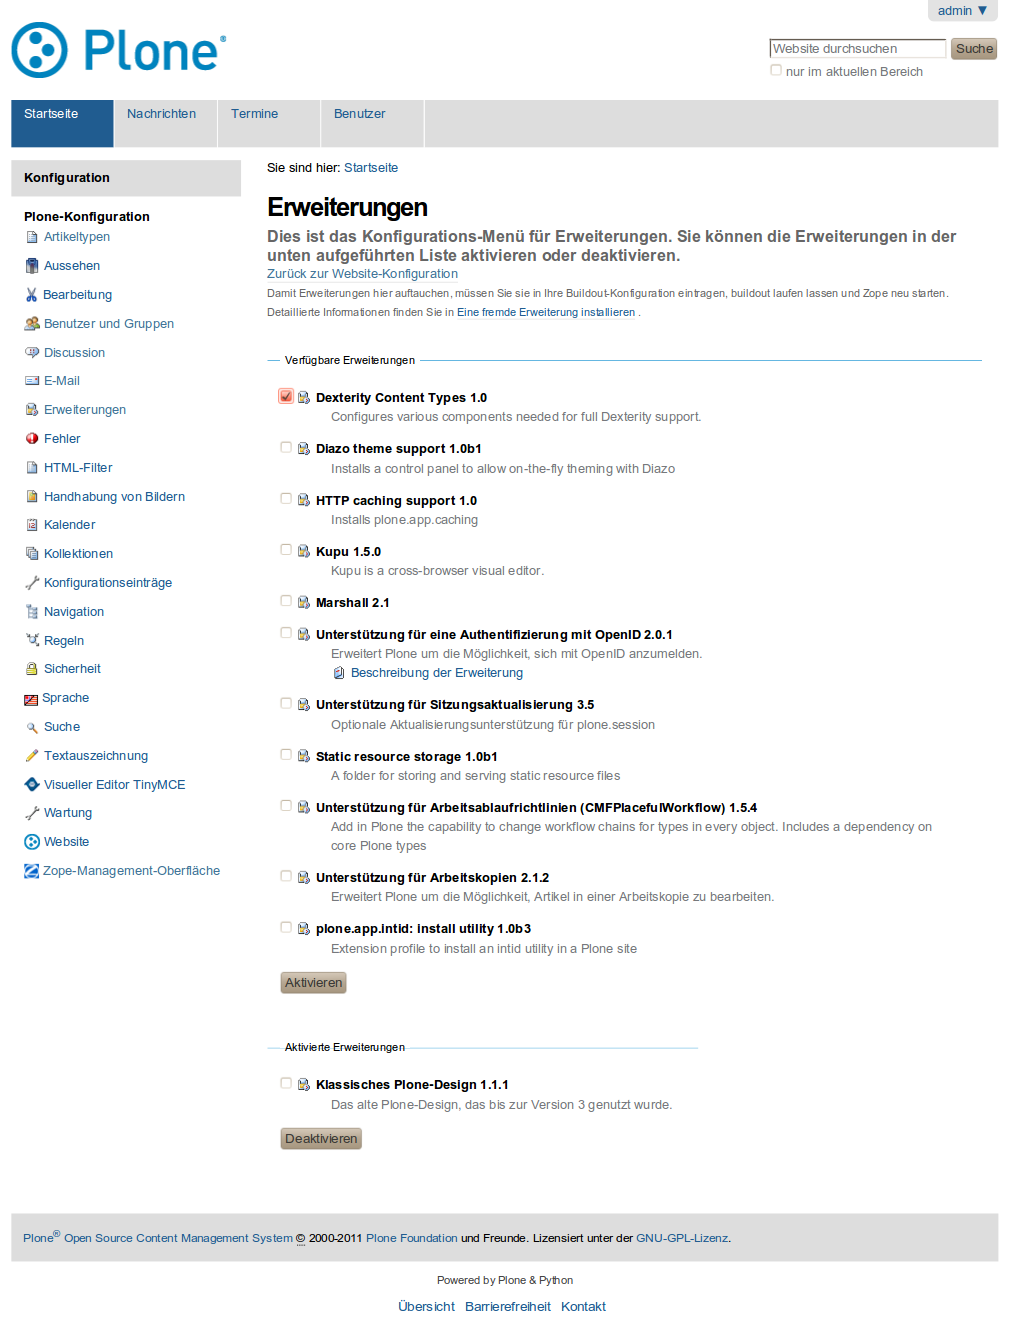 admin ▼
Plone®
Website durchsuchen
Suche
nur im aktuellen Bereich
Startseite
Nachrichten
Termine
Benutzer
Konfiguration
Plone-Konfiguration
Artikeltypen
Aussehen
Bearbeitung
Benutzer und Gruppen
Discussion
E-Mail
Erweiterungen
Fehler
HTML-Filter
Handhabung von Bildern
Kalender
Kollektionen
Konfigurationseinträge
Navigation
Regeln
Sicherheit
Sprache
Suche
Textauszeichnung
Visueller Editor TinyMCE
Wartung
Website
Zope-Management-Oberfläche
Sie sind hier: Startseite
Erweiterungen
Dies ist das Konfigurations-Menü für Erweiterungen. Sie können die Erweiterungen in der
unten aufgeführten Liste aktivieren oder deaktivieren.
Zurück zur Website-Konfiguration
Damit Erweiterungen hier auftauchen, müssen Sie sie in Ihre Buildout-Konfiguration eintragen, buildout laufen lassen und Zope neu starten.
Detaillierte Informationen finden Sie in Eine fremde Erweiterung installieren .
Verfügbare Erweiterungen
Dexterity Content Types 1.0
Configures various components needed for full Dexterity support.
Diazo theme support 1.0b1
Installs a control panel to allow on-the-fly theming with Diazo
HTTP caching support 1.0
Installs plone.app.caching
Kupu 1.5.0
Kupu is a cross-browser visual editor.
Marshall 2.1
Unterstützung für eine Authentifizierung mit OpenID 2.0.1
Erweitert Plone um die Möglichkeit, sich mit OpenID anzumelden.
Beschreibung der Erweiterung
Unterstützung für Sitzungsaktualisierung 3.5
Optionale Aktualisierungsunterstützung für plone.session
Static resource storage 1.0b1
A folder for storing and serving static resource files
Unterstützung für Arbeitsablaufrichtlinien (CMFPlacefulWorkflow) 1.5.4
Add in Plone the capability to change workflow chains for types in every object. Includes a dependency on
core Plone types
Unterstützung für Arbeitskopien 2.1.2
Erweitert Plone um die Möglichkeit, Artikel in einer Arbeitskopie zu bearbeiten.
plone.app.intid: install utility 1.0b3
Extension profile to install an intid utility in a Plone site
Aktivieren
Aktivierte Erweiterungen
Klassisches Plone-Design 1.1.1
Das alte Plone-Design, das bis zur Version 3 genutzt wurde.
Deaktivieren
Plone® Open Source Content Management System © 2000-2011 Plone Foundation und Freunde. Lizensiert unter der GNU-GPL-Lizenz.
Powered by Plone & Python
Übersicht Barrierefreiheit Kontakt